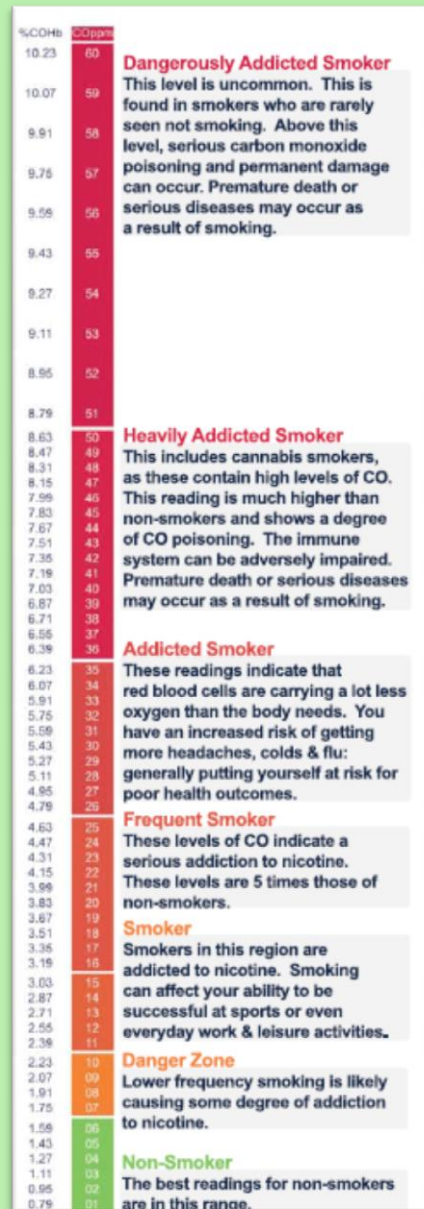 %COHb COppm
10.23 60
10.07 59
9.91 58
9.75 57
9.59 56
9.43 55
9.27 54
9.11 53
8.95 52
8.79 51
8.63 50
8.47 49
8.31 48
8.15 47
7.99 46
7.83 45
7.67 44
7.51 43
7.35 42
7.19 41
7.03 40
6.87 39
6.71 38
6.55 37
6.39 36
6.23 35
6.07 34
5.91 33
5.75 32
5.59 31
5.43 30
5.27 29
5.11 28
4.95 27
4.79 26
4.63 25
4.47 24
4.31 23
4.15 22
3.99 21
3.83 20
3.67 19
3.51 18
3.35 17
3.19 16
3.03 15
2.87 14
2.71 13
2.55 12
2.39 11
2.23 10
2.07 09
1.91 08
1.75 07
1.59 06
1.43 05
1.27 04
1.11 03
0.95 02
0.79 01
Dangerously Addicted Smoker
This level is uncommon. This is
found in smokers who are rarely
seen not smoking. Above this
level, serious carbon monoxide
poisoning and permanent damage
can occur. Premature death or
serious diseases may occur as
a result of smoking.
Heavily Addicted Smoker
This includes cannabis smokers,
as these contain high levels of CO.
This reading is much higher than
non-smokers and shows a degree
of CO poisoning. The immune
system can be adversely impaired.
Premature death or serious diseases
may occur as a result of smoking.
Addicted Smoker
These readings indicate that
red blood cells are carrying a lot less
oxygen than the body needs. You
have an increased risk of getting
more headaches, colds & flu:
generally putting yourself at risk for
poor health outcomes.
Frequent Smoker
These levels of CO indicate a
serious addiction to nicotine.
These levels are 5 times those of
non-smokers.
Smoker
Smokers in this region are
addicted to nicotine. Smoking
can affect your ability to be
successful at sports or even
everyday work & leisure activities.
Danger Zone
Lower frequency smoking is likely
causing some degree of addiction
to nicotine.
Non-Smoker
The best readings for non-smokers
are in this range.